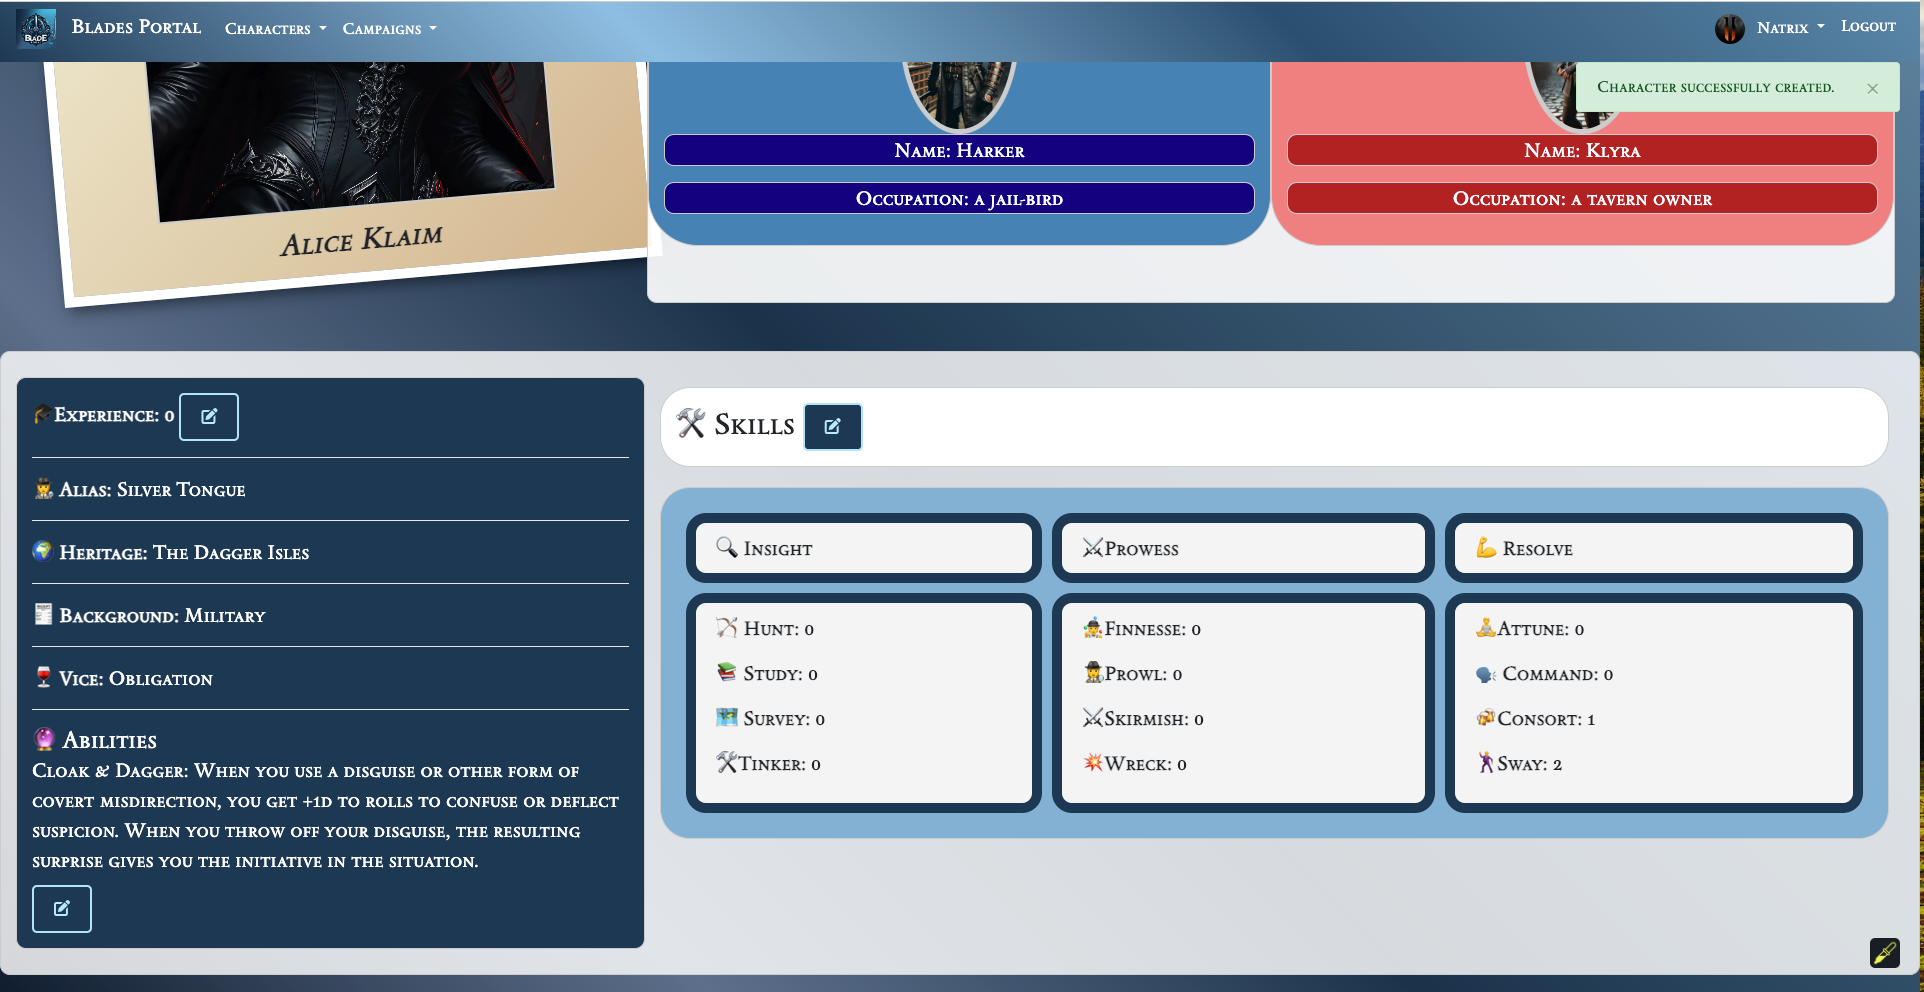 BLADE
Blades Portal
Characters
Campaigns
Natrix
Logout
Character successfully created.
Alice Klaim
Name: Harker
Occupation: a jail-bird
Name: Klyra
Occupation: a tavern owner
Experience: 0
Alias: Silver Tongue
Heritage: The Dagger Isles
Background: Military
Vice: Obligation
Abilities
Cloak & Dagger: When you use a disguise or other form of
covert misdirection, you get +1d to rolls to confuse or deflect
suspicion. When you throw off your disguise, the resulting
surprise gives you the initiative in the situation.
Skills
Insight
Prowess
Resolve
Hunt: 0
Study: 0
Survey: 0
Tinker: 0
Finnesse: 0
Prowl: 0
Skirmish: 0
Wreck: 0
Attune: 0
Command: 0
Consort: 1
Sway: 2